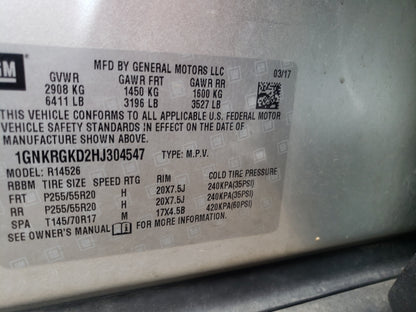 GM
MFD BY GENERAL MOTORS LLC
03/17
GVWR GAWR FRT GAWR RR
2908 KG 1450 KG 1600 KG
6411 LB 3196 LB 3527 LB
THIS VEHICLE CONFORMS TO ALL APPLICABLE U.S. FEDERAL MOTOR
VEHICLE SAFETY STANDARDS IN EFFECT ON THE DATE OF
MANUFACTURE SHOWN ABOVE.
1GNKRGKD2HJ304547 TYPE: M.P.V.
MODEL: R14526
RBBM TIRE SIZE SPEED RTG RIM COLD TIRE PRESSURE
FRT P255/55R20 H 20X7.5J 240KPA(35PSI)
RR P255/55R20 H 20X7.5J 240KPA(35PSI)
SPA T145/70R17 M 17X4.5B 420KPA(60PSI)
SEE OWNER'S MANUAL FOR MORE INFORMATION.